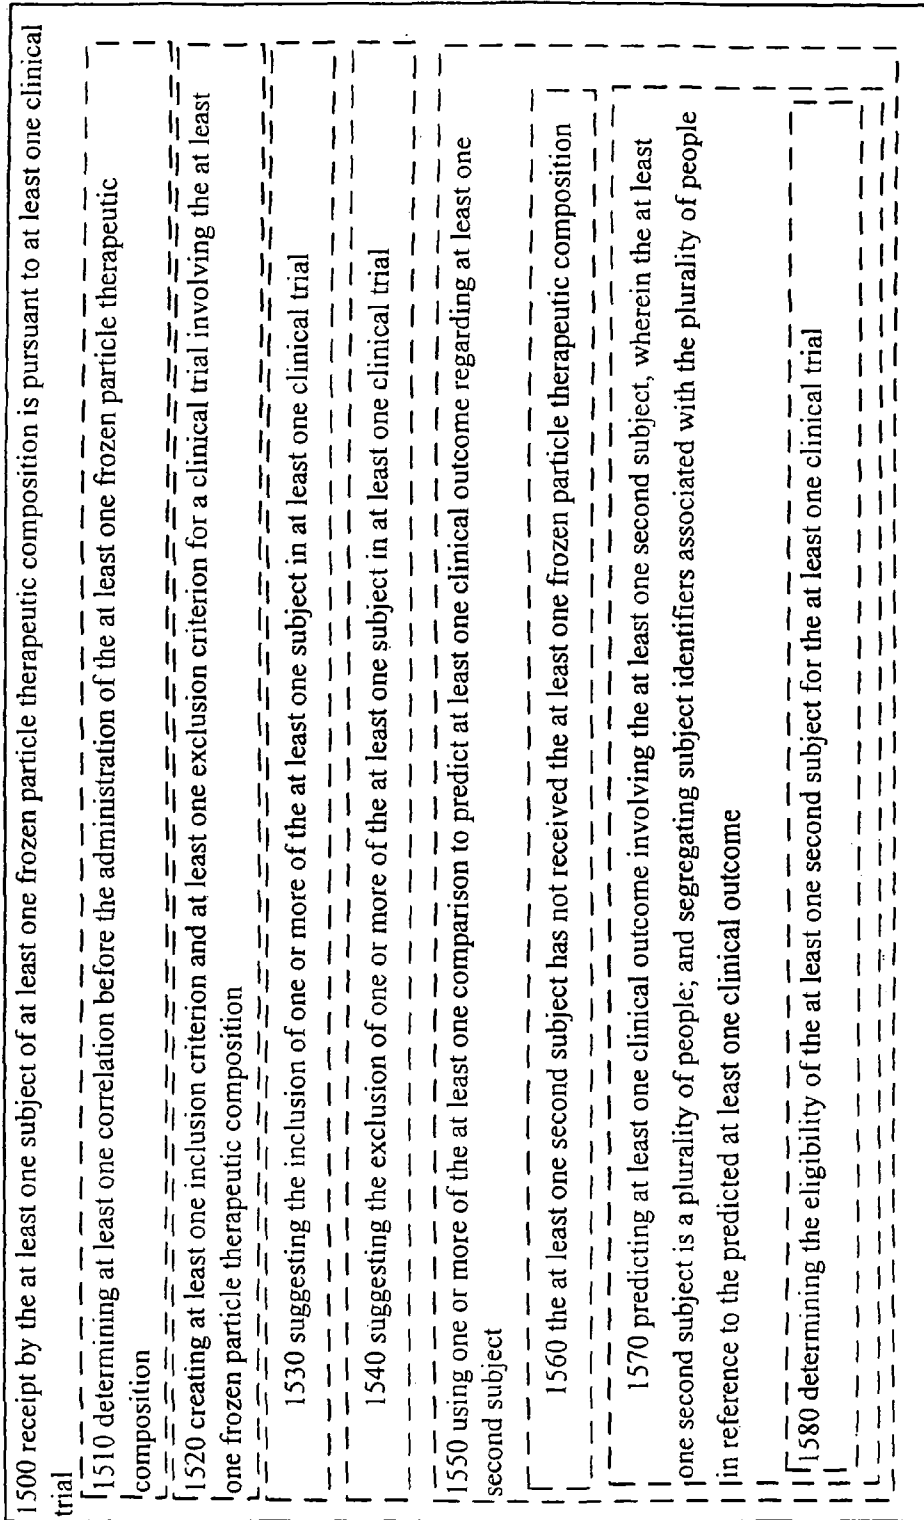 1500 receipt by the at least one subject of at least one frozen particle therapeutic composition is pursuant to at least one clinical
trial
1510 determining at least one correlation before the administration of the at least one frozen particle therapeutic
composition
1520 creating at least one inclusion criterion and at least one exclusion criterion for a clinical trial involving the at least
one frozen particle therapeutic composition
1530 suggesting the inclusion of one or more of the at least one subject in at least one clinical trial
1540 suggesting the exclusion of one or more of the at least one subject in at least one clinical trial
1550 using one or more of the at least one comparison to predict at least one clinical outcome regarding at least one
second subject
1560 the at least one second subject has not received the at least one frozen particle therapeutic composition
1570 predicting at least one clinical outcome involving the at least one second subject, wherein the at least
one second subject is a plurality of people; and segregating subject identifiers associated with the plurality of people
in reference to the predicted at least one clinical outcome
1580 determining the eligibility of the at least one second subject for the at least one clinical trial